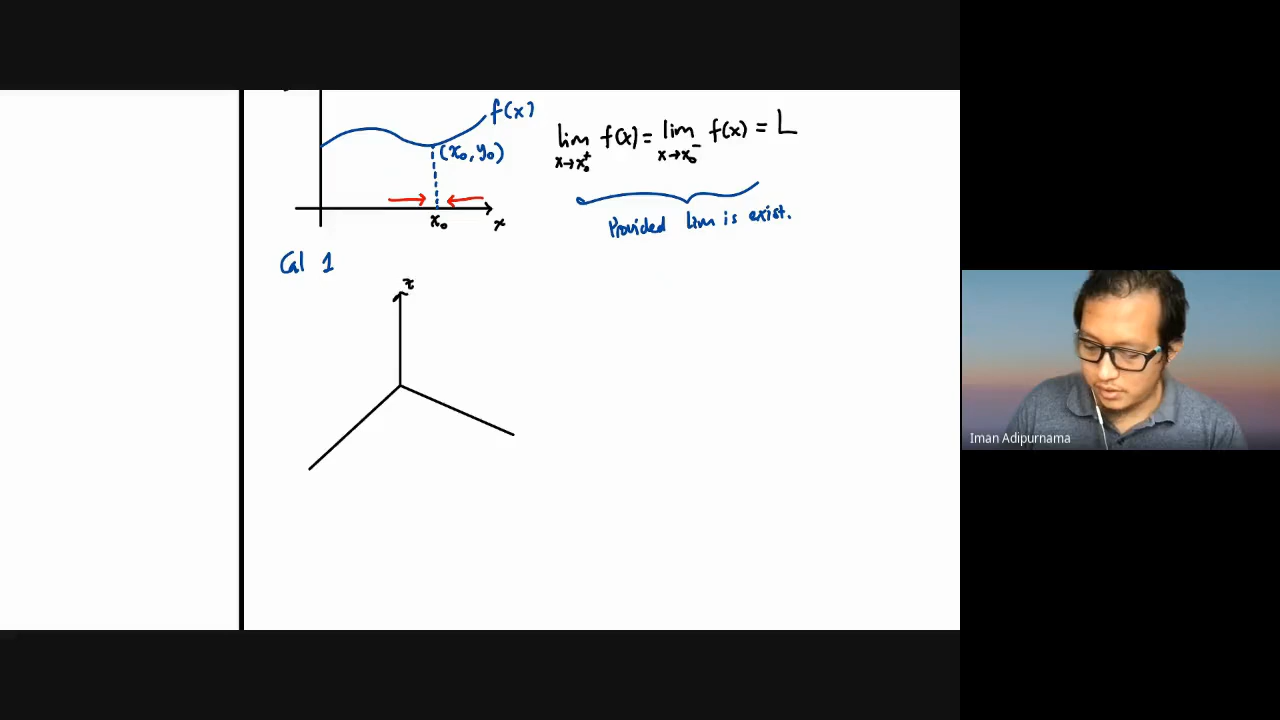 f(x)
(x₀, y₀)
x₀
x
lim f(x) = lim f(x) = L
x→x₀⁺ x→x₀⁻
Provided lim is exist.
Cal 1
z
Iman Adipurnama